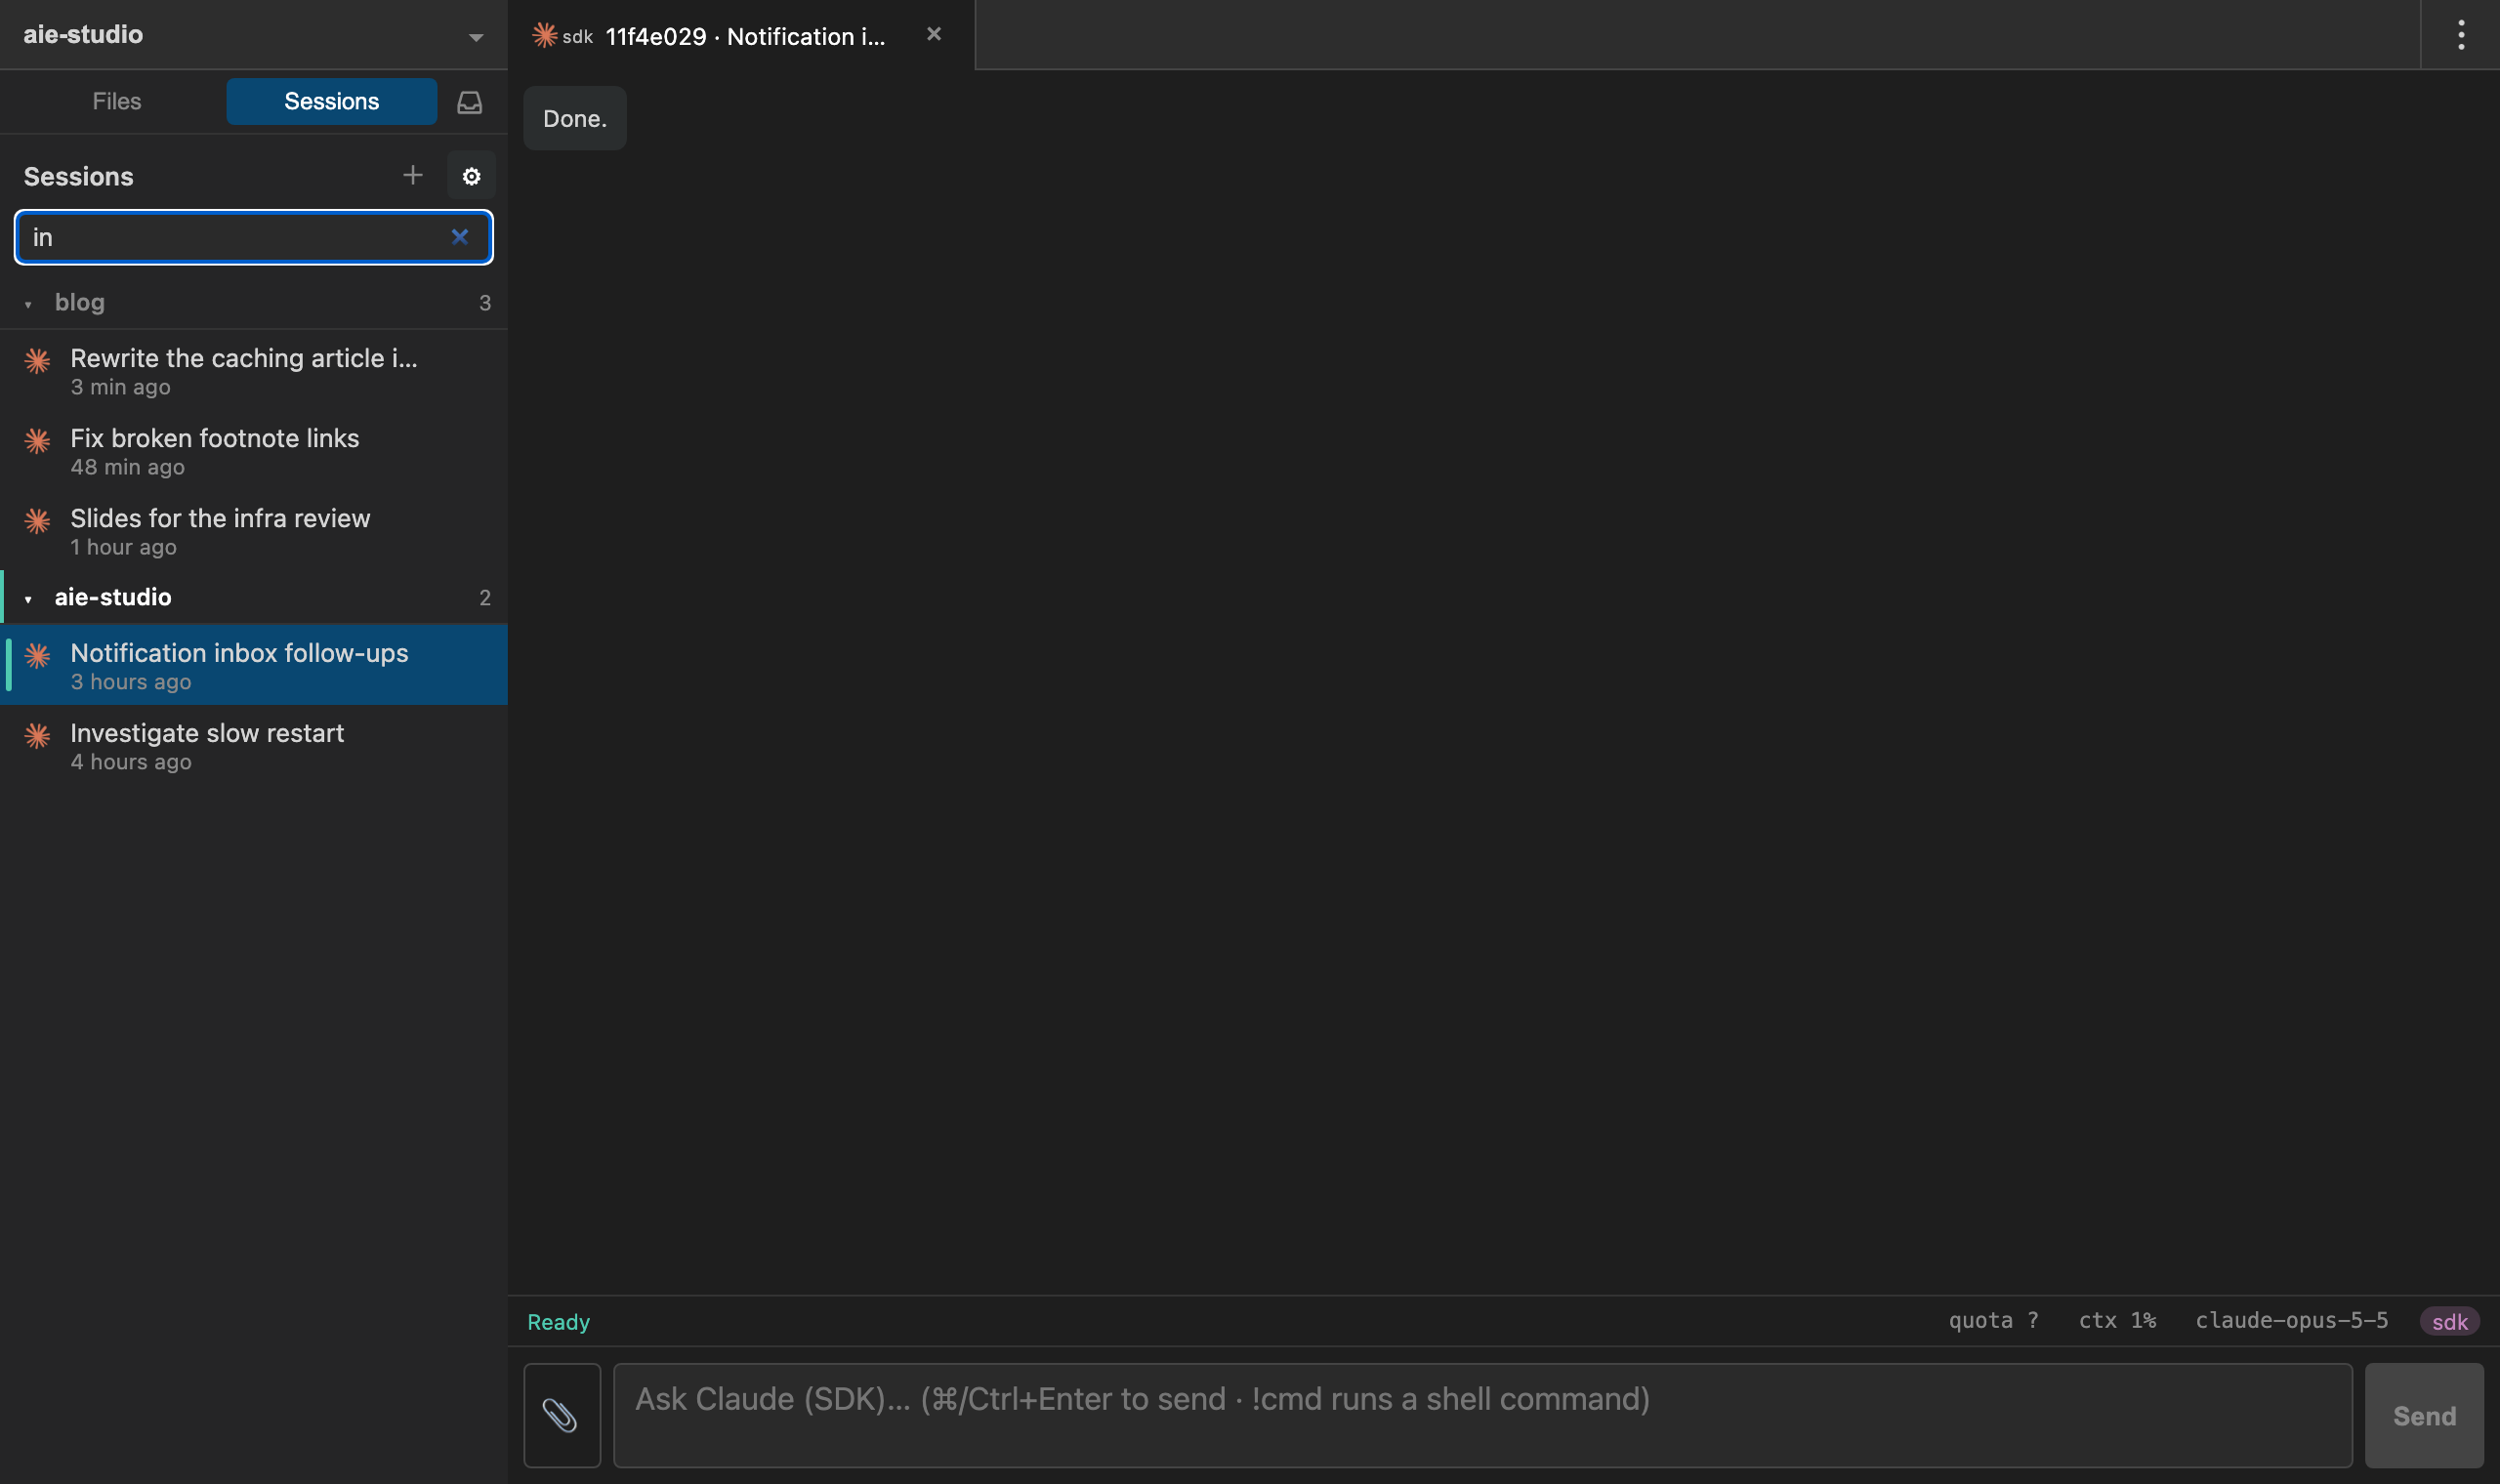 aie-studio
sdk 11f4e029 · Notification i... ×
Files Sessions
Done.
Sessions +
in ×
blog 3
Rewrite the caching article i...
3 min ago
Fix broken footnote links
48 min ago
Slides for the infra review
1 hour ago
aie-studio 2
Notification inbox follow-ups
3 hours ago
Investigate slow restart
4 hours ago
Ready quota ? ctx 1% claude-opus-5-5 sdk
Ask Claude (SDK)... (⌘/Ctrl+Enter to send · !cmd runs a shell command)
Send